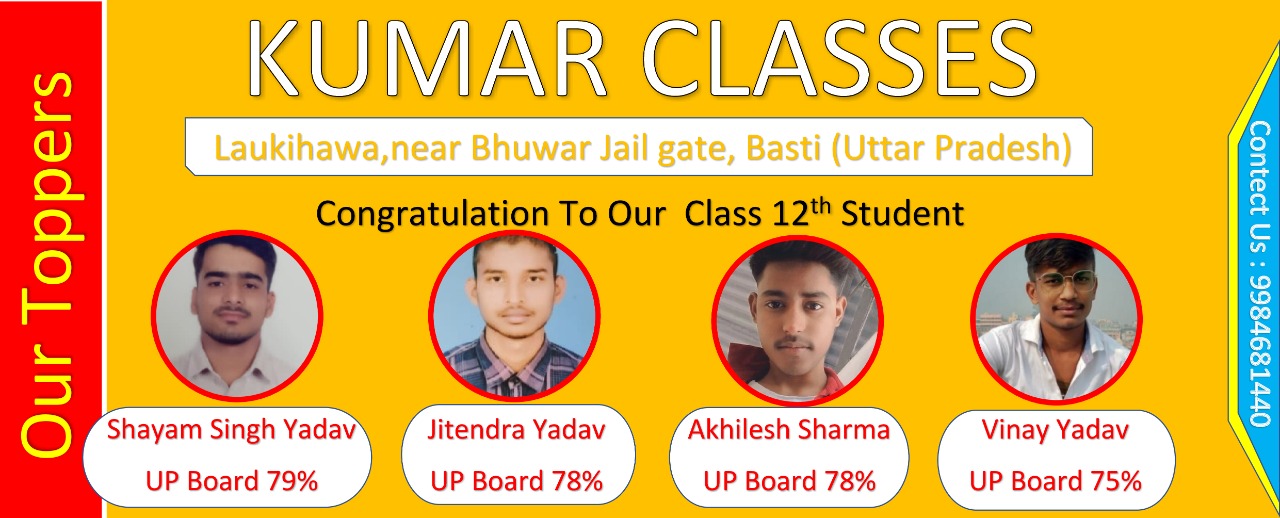 Our Toppers
KUMAR CLASSES
Laukihawa,near Bhuwar Jail gate, Basti (Uttar Pradesh)
Congratulation To Our Class 12th Student
Shayam Singh Yadav
UP Board 79%
Jitendra Yadav
UP Board 78%
Akhilesh Sharma
UP Board 78%
Vinay Yadav
UP Board 75%
Contect Us : 9984681440